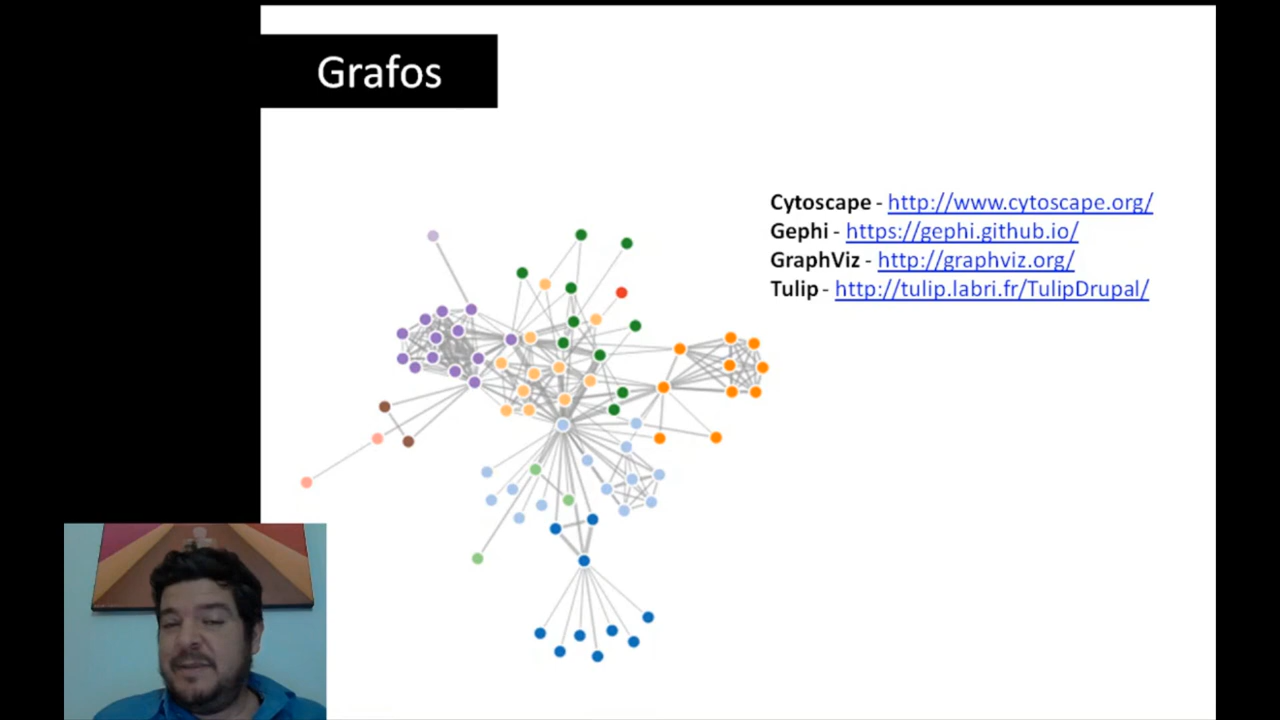 Grafos
Cytoscape - http://www.cytoscape.org/
Gephi - https://gephi.github.io/
GraphViz - http://graphviz.org/
Tulip - http://tulip.labri.fr/TulipDrupal/